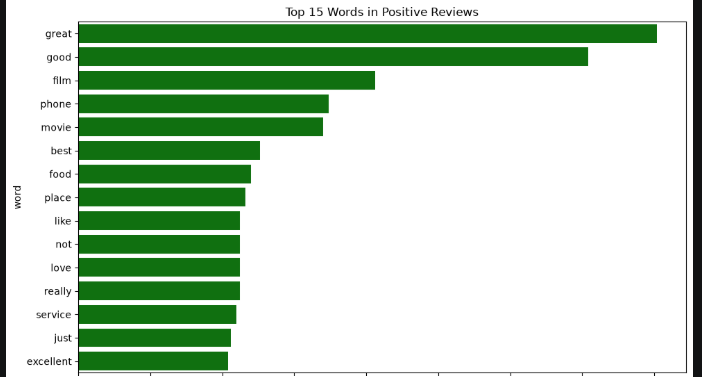 Top 15 Words in Positive Reviews
great
good
film
phone
movie
best
food
place
word
like
not
love
really
service
just
excellent